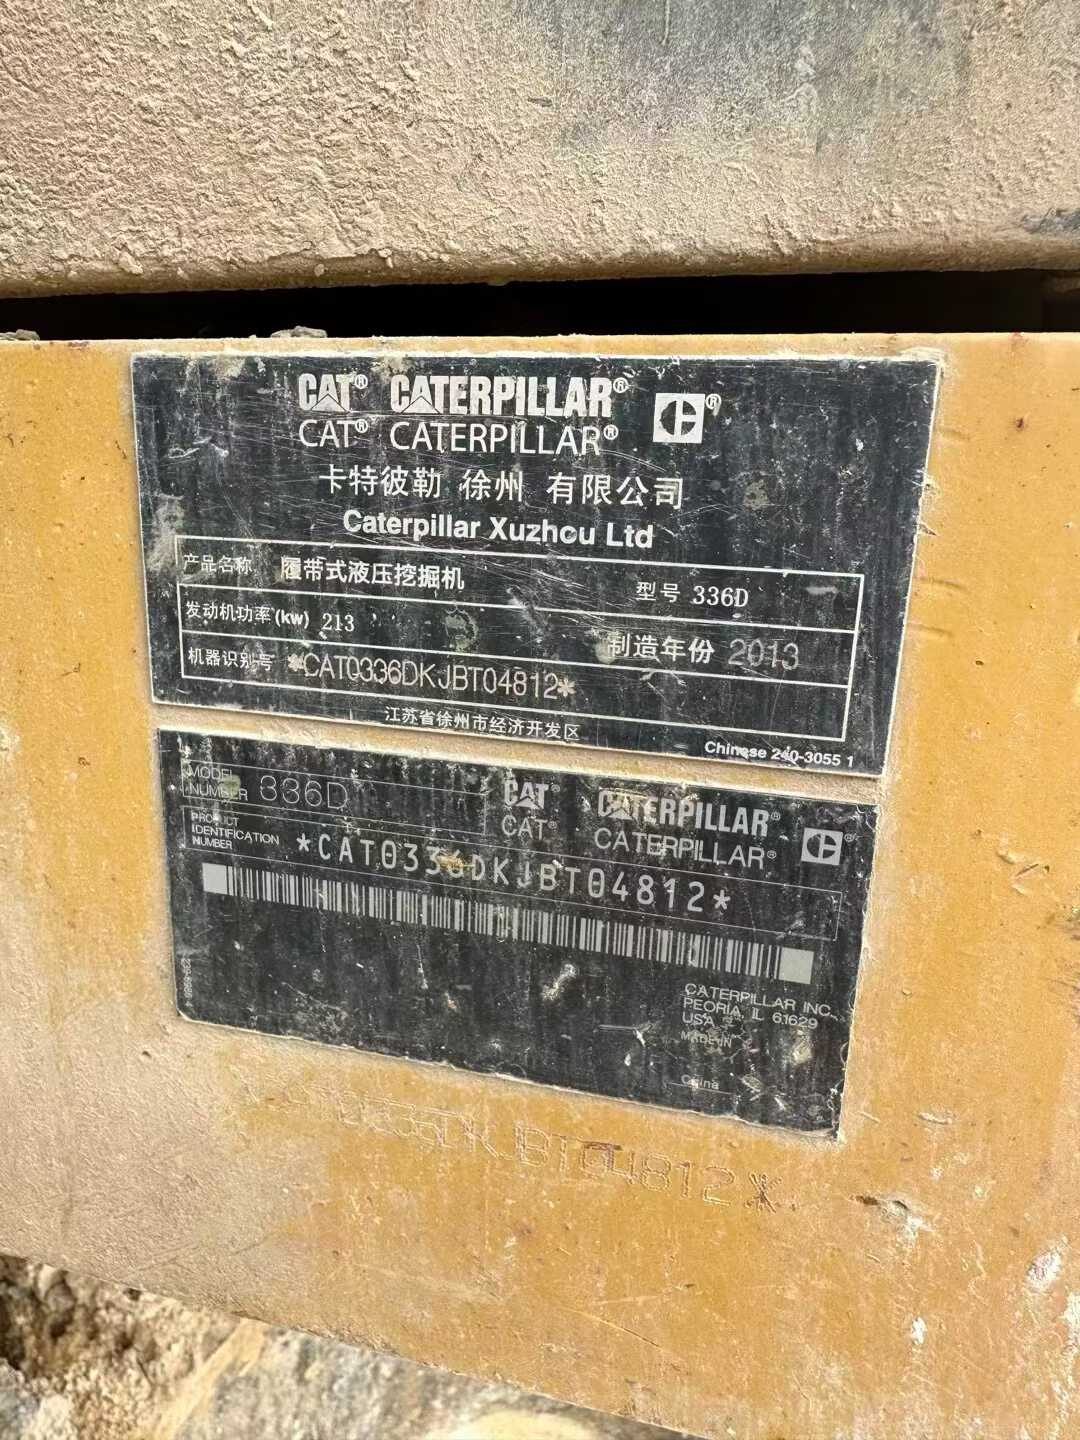 CAT® CATERPILLAR®
CAT® CATERPILLAR®
卡特彼勒 徐州 有限公司
Caterpillar Xuzhou Ltd
产品名称 履带式液压挖掘机 型号 336D
发动机功率(kw) 213 制造年份 2013
机器识别号 *CAT0336DKJBT04812*
江苏省徐州市经济开发区
Chinese 240-3055 1
MODEL NUMBER 336D
CAT® CATERPILLAR®
CAT® CATERPILLAR®
PRODUCT IDENTIFICATION NUMBER
*CAT0336DKJBT04812*
CATERPILLAR INC.
PEORIA, IL 61629
USA
MADE IN
China
0336DKJBT04812*